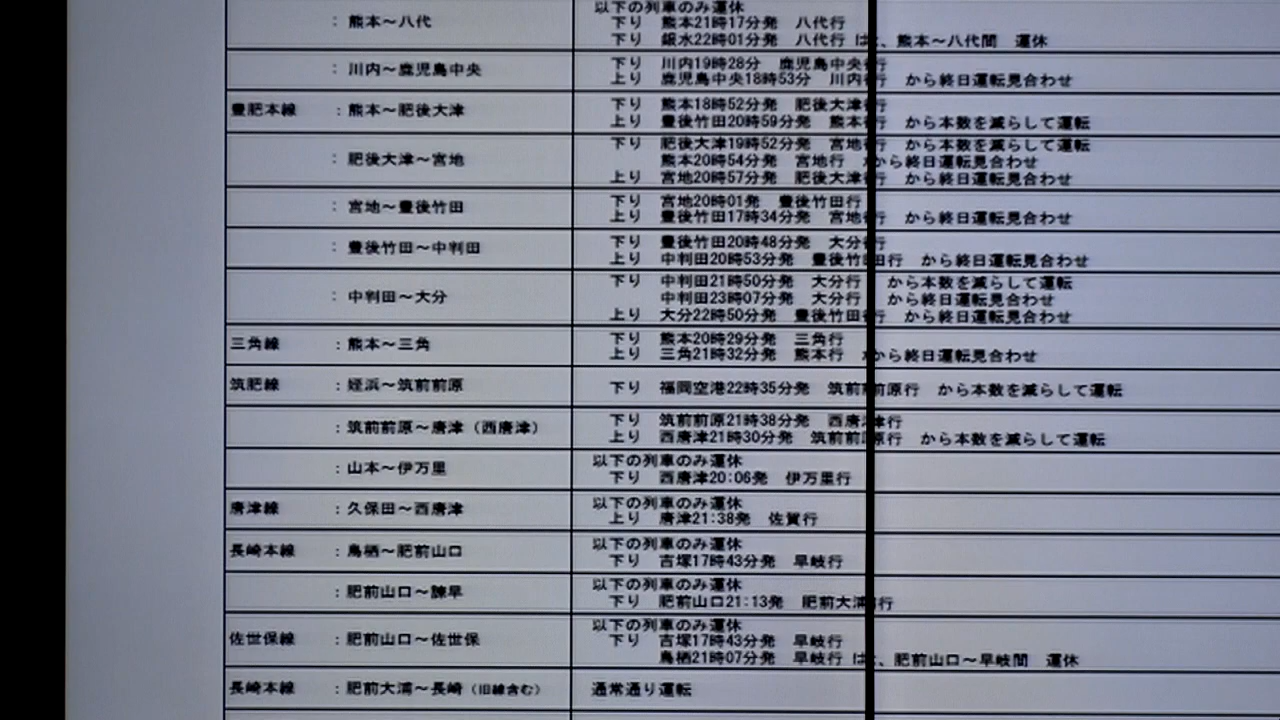 以下の列車のみ運休
：熊本～八代
下り 熊本21時17分発 八代行
下り 銀水22時01分発 八代行 は、熊本～八代間 運休
：川内～鹿児島中央
下り 川内19時28分 鹿児島中央行
上り 鹿児島中央18時53分 川内行 から終日運転見合わせ
豊肥本線 ：熊本～肥後大津
下り 熊本18時52分発 肥後大津行
上り 豊後竹田20時59分発 熊本行 から本数を減らして運転
：肥後大津～宮地
下り 肥後大津19時52分発 宮地行 から本数を減らして運転
熊本20時54分発 宮地行 から終日運転見合わせ
上り 宮地20時57分発 肥後大津行 から終日運転見合わせ
：宮地～豊後竹田
下り 宮地20時01発 豊後竹田行
上り 豊後竹田17時34分発 宮地行 から終日運転見合わせ
：豊後竹田～中判田
下り 豊後竹田20時48分発 大分行
上り 中判田20時53分発 豊後竹田行 から終日運転見合わせ
：中判田～大分
下り 中判田21時50分発 大分行 から本数を減らして運転
中判田23時07分発 大分行 から終日運転見合わせ
上り 大分22時50分発 豊後竹田行 から終日運転見合わせ
三角線 ：熊本～三角
下り 熊本20時29分発 三角行
上り 三角21時32分発 熊本行 から終日運転見合わせ
筑肥線 ：姪浜～筑前前原
下り 福岡空港22時35分発 筑前前原行 から本数を減らして運転
：筑前前原～唐津（西唐津）
下り 筑前前原21時38分発 西唐津行
上り 西唐津21時30分発 筑前前原行 から本数を減らして運転
：山本～伊万里
以下の列車のみ運休
下り 西唐津20:06発 伊万里行
唐津線 ：久保田～西唐津
以下の列車のみ運休
上り 唐津21:38発 佐賀行
長崎本線 ：鳥栖～肥前山口
以下の列車のみ運休
下り 吉塚17時43分発 早岐行
：肥前山口～諫早
以下の列車のみ運休
下り 肥前山口21:13発 肥前大浦行
佐世保線 ：肥前山口～佐世保
以下の列車のみ運休
下り 吉塚17時43分発 早岐行
鳥栖21時07分発 早岐行 は、肥前山口～早岐間 運休
長崎本線 ：肥前大浦～長崎（旧線含む）
通常通り運転